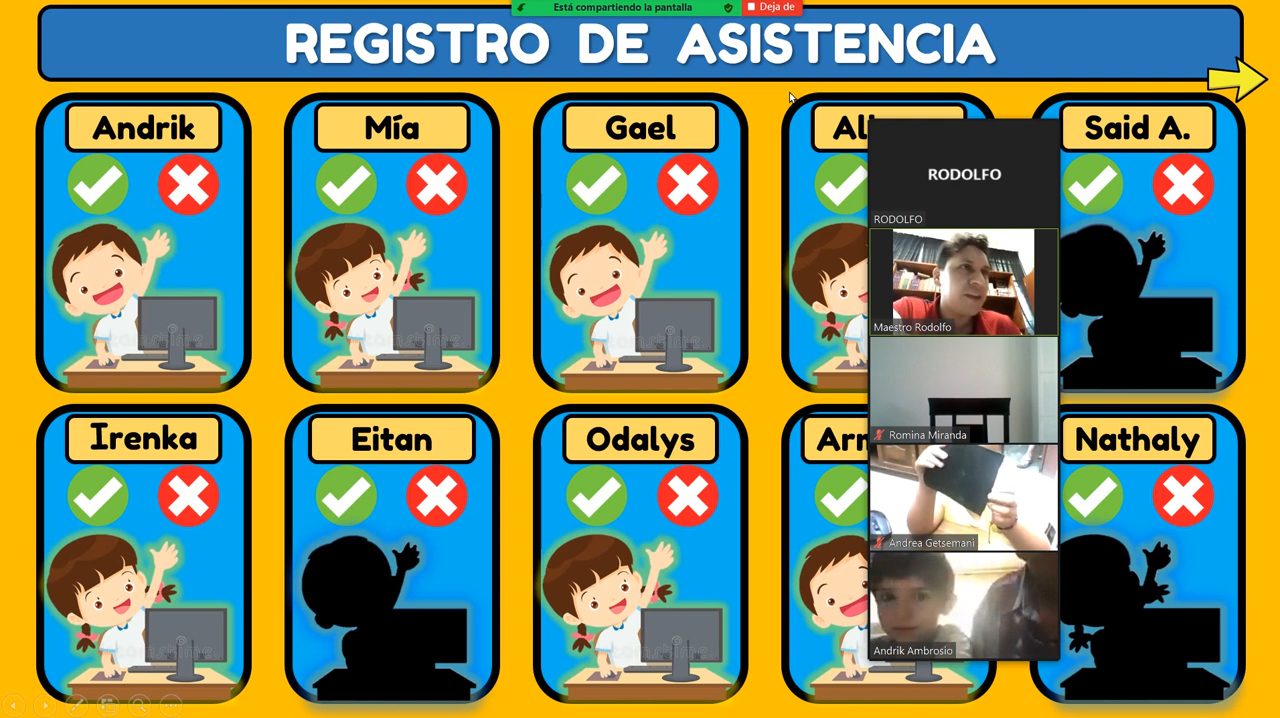 Está compartiendo la pantalla
Deja de
REGISTRO DE ASISTENCIA
Andrik
Mía
Gael
Said A.
RODOLFO
RODOLFO
Maestro Rodolfo
Romina Miranda
Irenka
Eitan
Odalys
Nathaly
Andrea Getsemani
Andrik Ambrosio